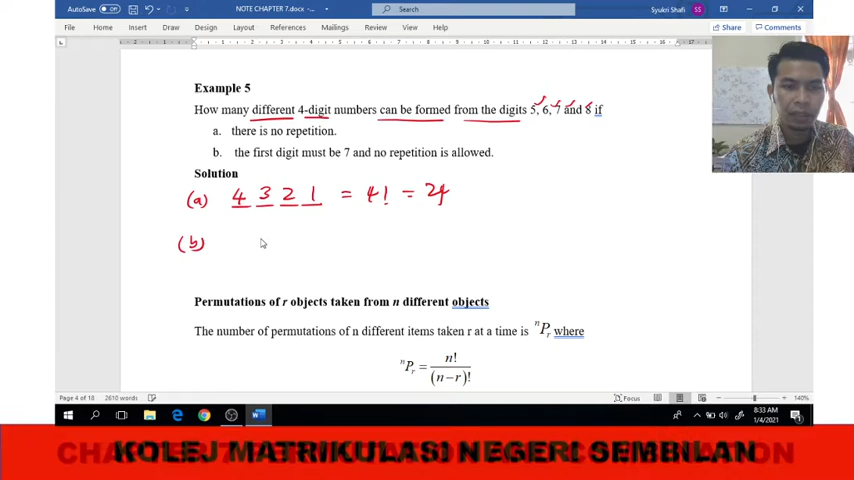 AutoSave Off NOTE CHAPTER 7.docx Search Syukri Shafi SS
File Home Insert Draw Design Layout References Mailings Review View Help Share Comments
Example 5
How many different 4-digit numbers can be formed from the digits 5, 6, 7 and 8 if
a. there is no repetition.
b. the first digit must be 7 and no repetition is allowed.
Solution
(a) 4 3 2 1 = 4! = 24
(b)
Permutations of r objects taken from n different objects
The number of permutations of n different items taken r at a time is ⁿPᵣ where
ⁿPᵣ = n! / (n−r)!
Page 4 of 18 2610 words Focus 140%
8:33 AM
1/4/2021
KOLEJ MATRIKULASI NEGERI SEMBILAN